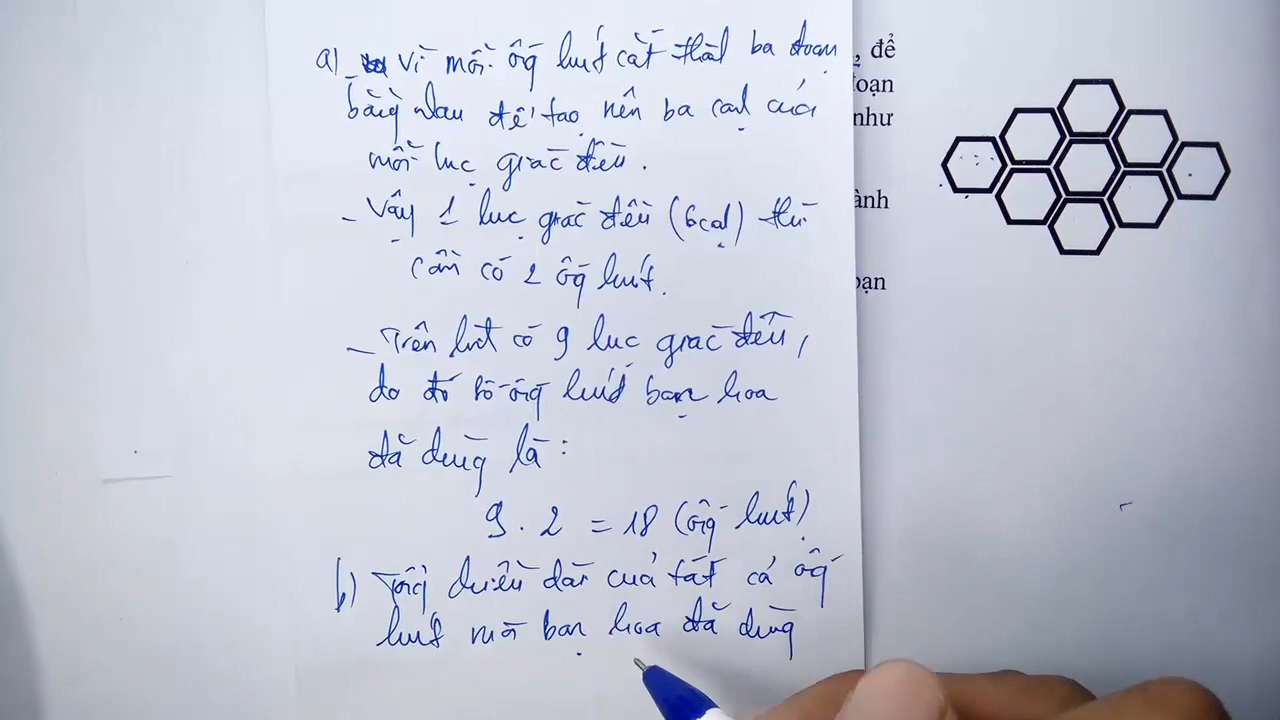 a) Vì mỗi ống hút cắt thành ba đoạn
bằng nhau để tạo nên ba cạnh của
mỗi lục giác đều.
- Vậy 1 lục giác đều (6 cạnh) thì
cần có 2 ống hút.
- Trên hình có 9 lục giác đều,
do đó số ống hút bạn hoa
đã dùng là:
9 . 2 = 18 (ống hút)
b) Tổng chiều dài của tất cả ống
hút mà bạn hoa đã dùng
, để
đoạn
như
ành
bạn